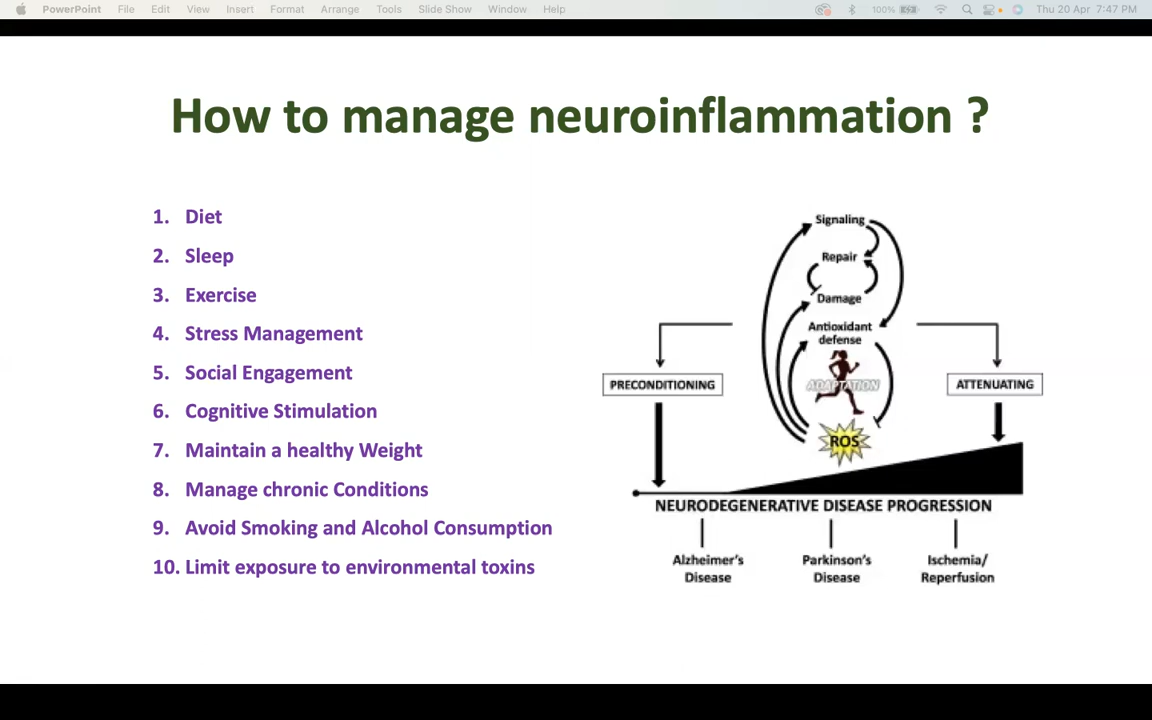 PowerPoint File Edit View Insert Format Arrange Tools Slide Show Window Help 100% Thu 20 Apr 7:47 PM
How to manage neuroinflammation ?
1. Diet
2. Sleep
3. Exercise
4. Stress Management
5. Social Engagement
6. Cognitive Stimulation
7. Maintain a healthy Weight
8. Manage chronic Conditions
9. Avoid Smoking and Alcohol Consumption
10. Limit exposure to environmental toxins
Signaling
Repair
Damage
Antioxidant
defense
PRECONDITIONING
ADAPTATION
ATTENUATING
ROS
NEURODEGENERATIVE DISEASE PROGRESSION
Alzheimer's
Disease
Parkinson's
Disease
Ischemia/
Reperfusion